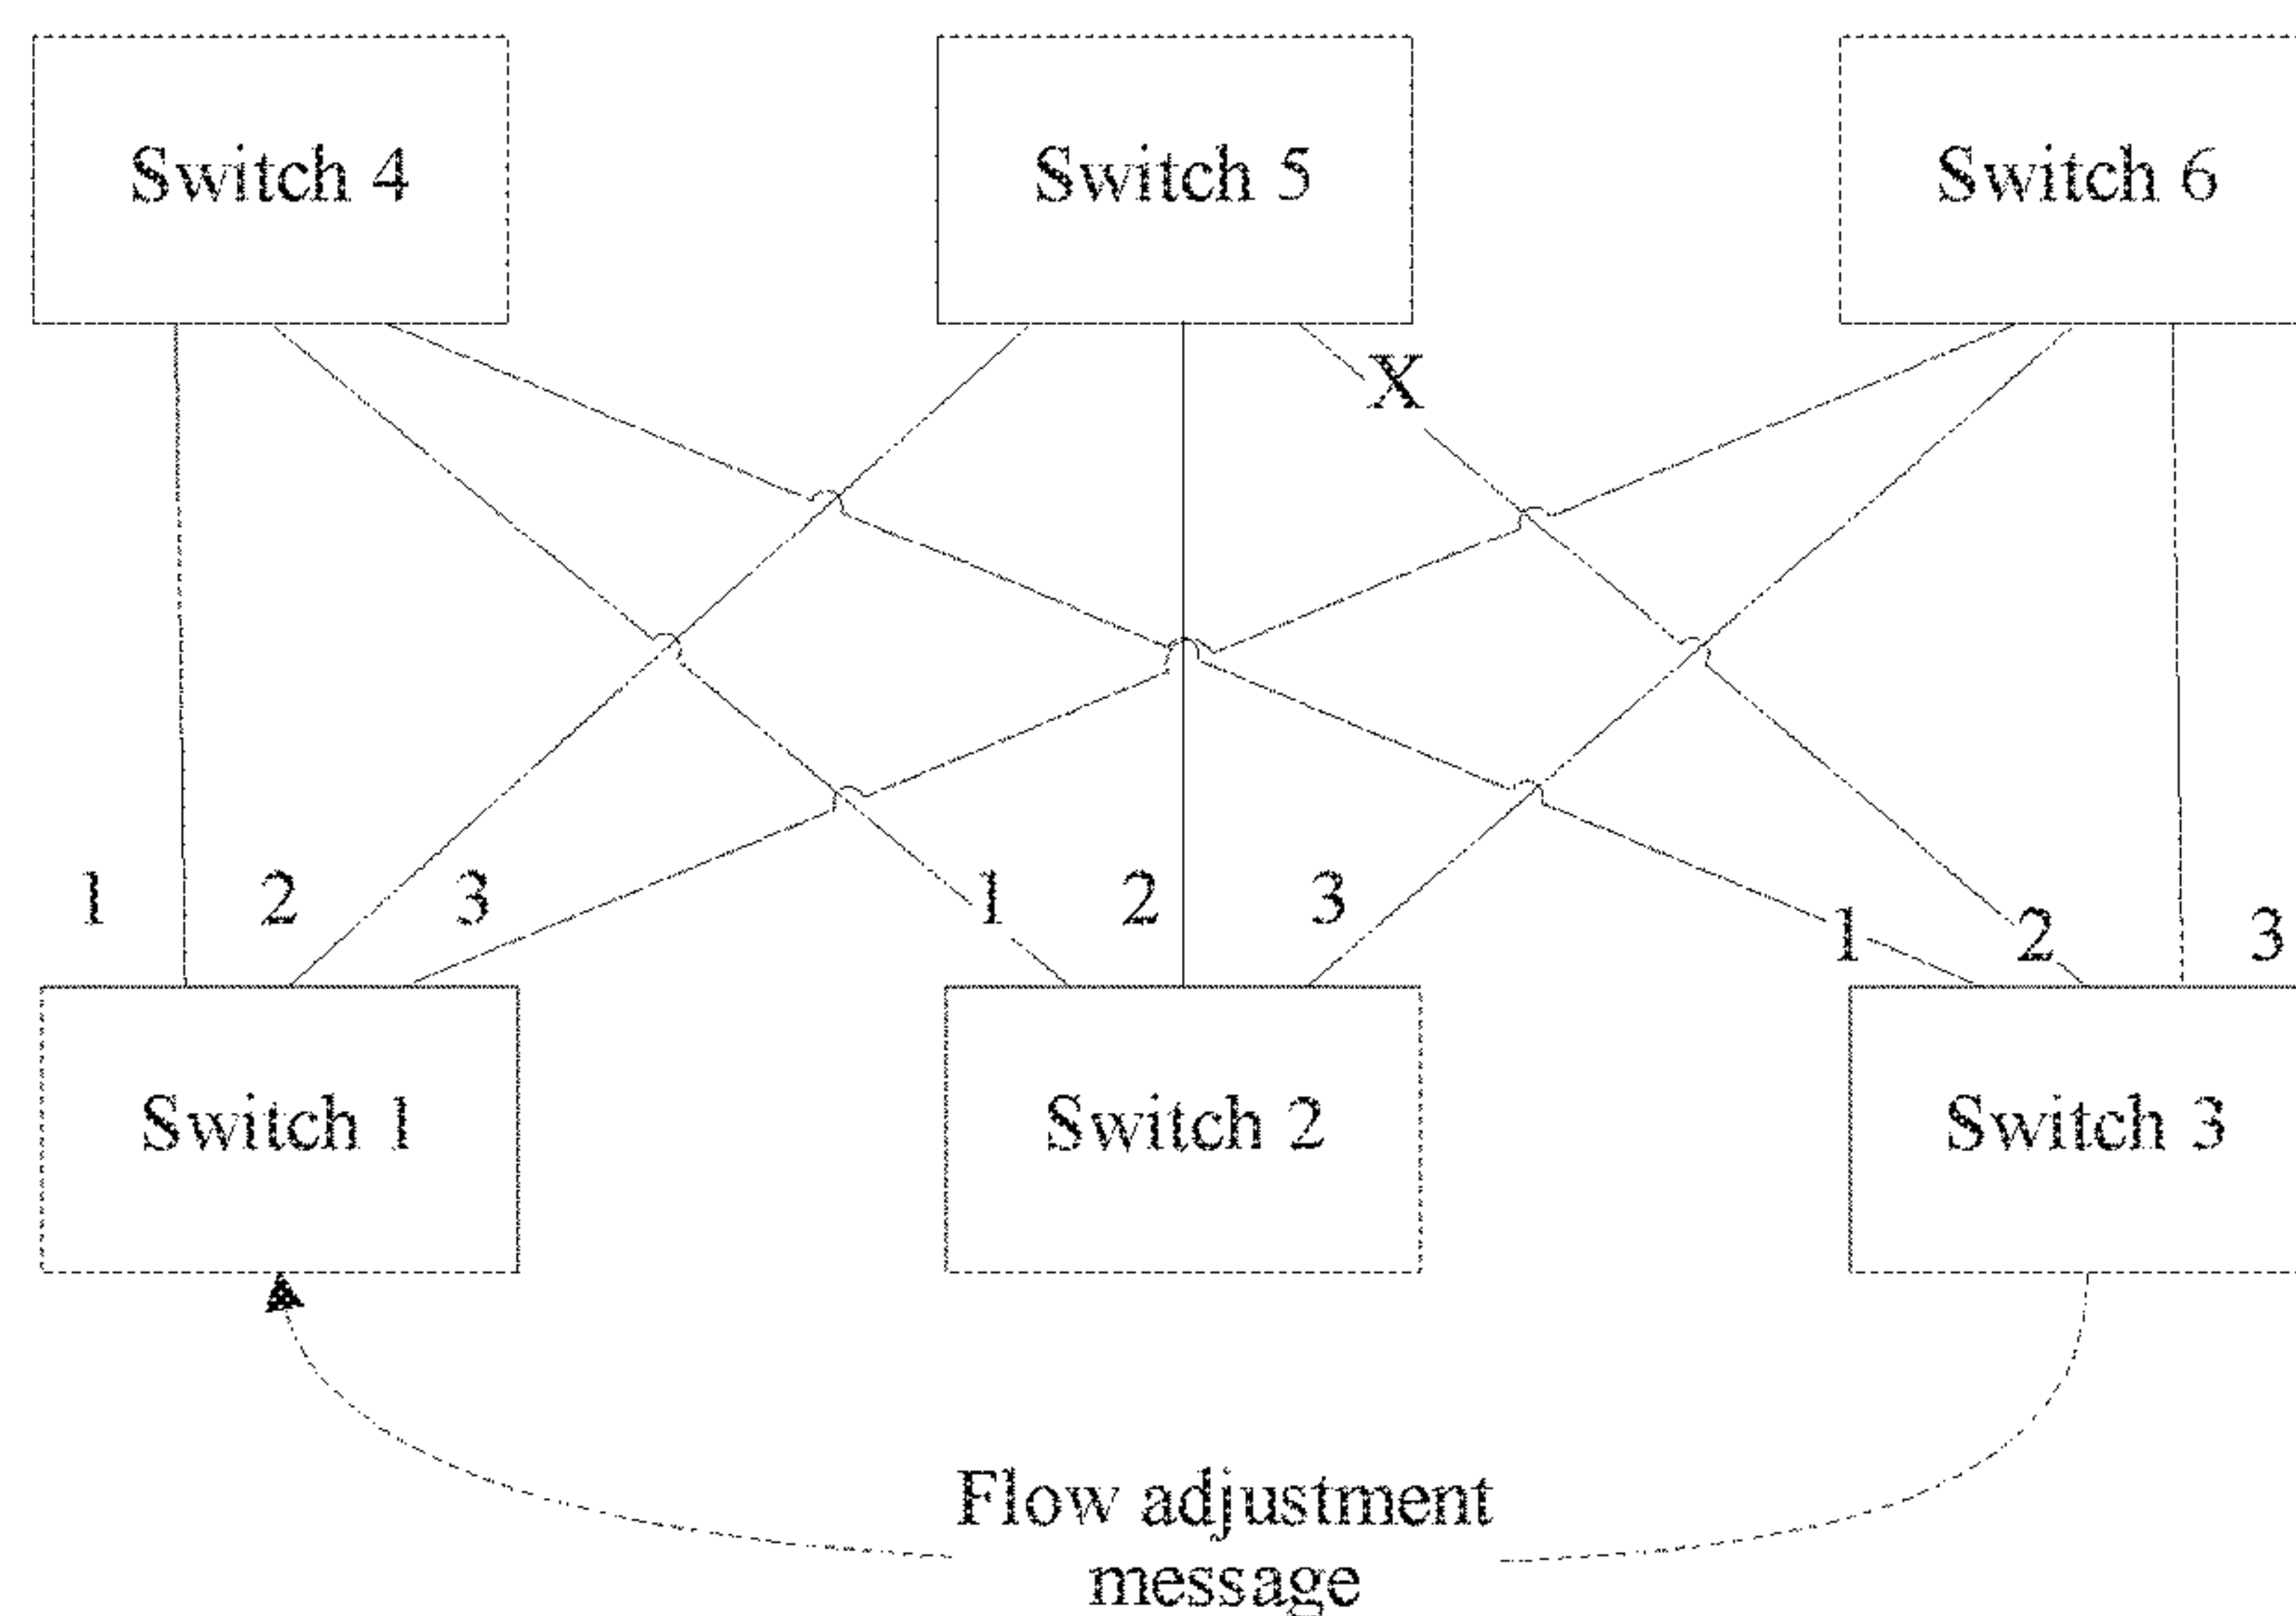 Switch 4
Switch 5
Switch 6
X
1
2
3
1
2
3
1
2
3
Switch 1
Switch 2
Switch 3
Flow adjustment
message